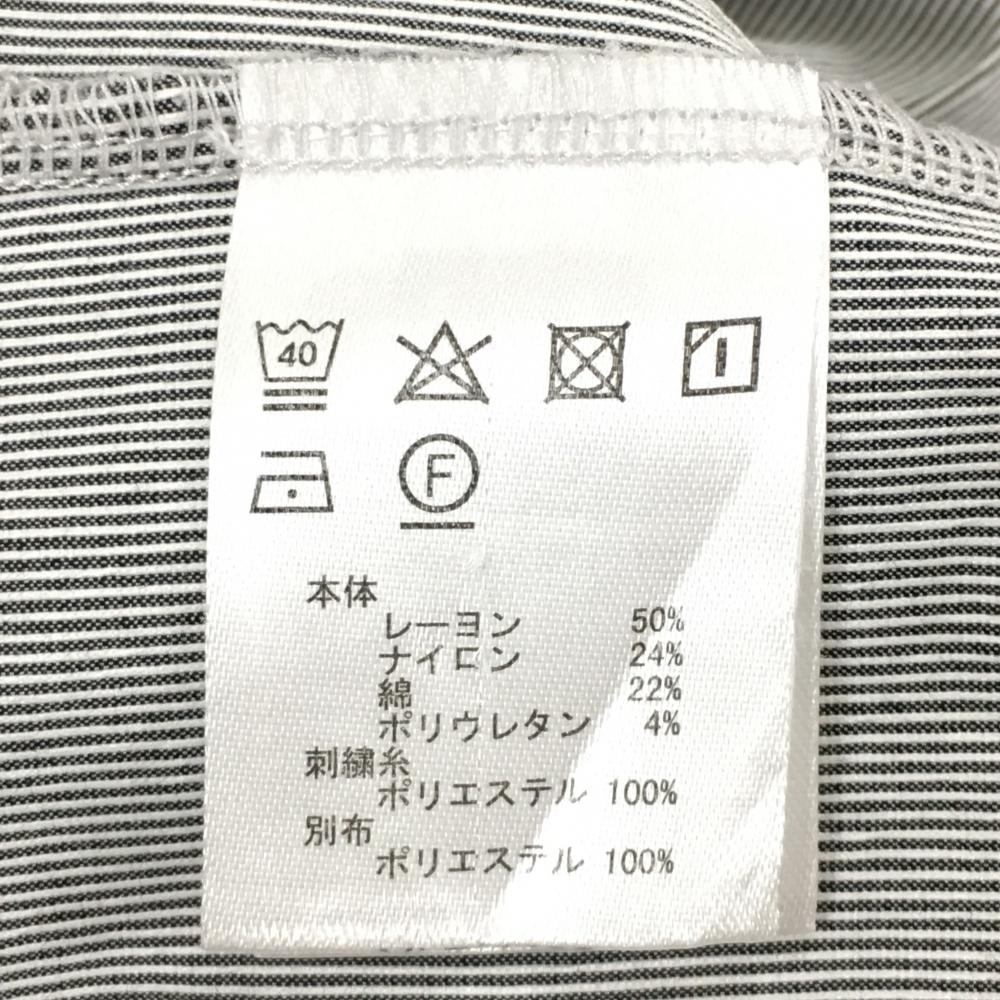 40
F
本体
レーヨン 50%
ナイロン 24%
綿 22%
ポリウレタン 4%
刺繍糸
ポリエステル 100%
別布
ポリエステル 100%